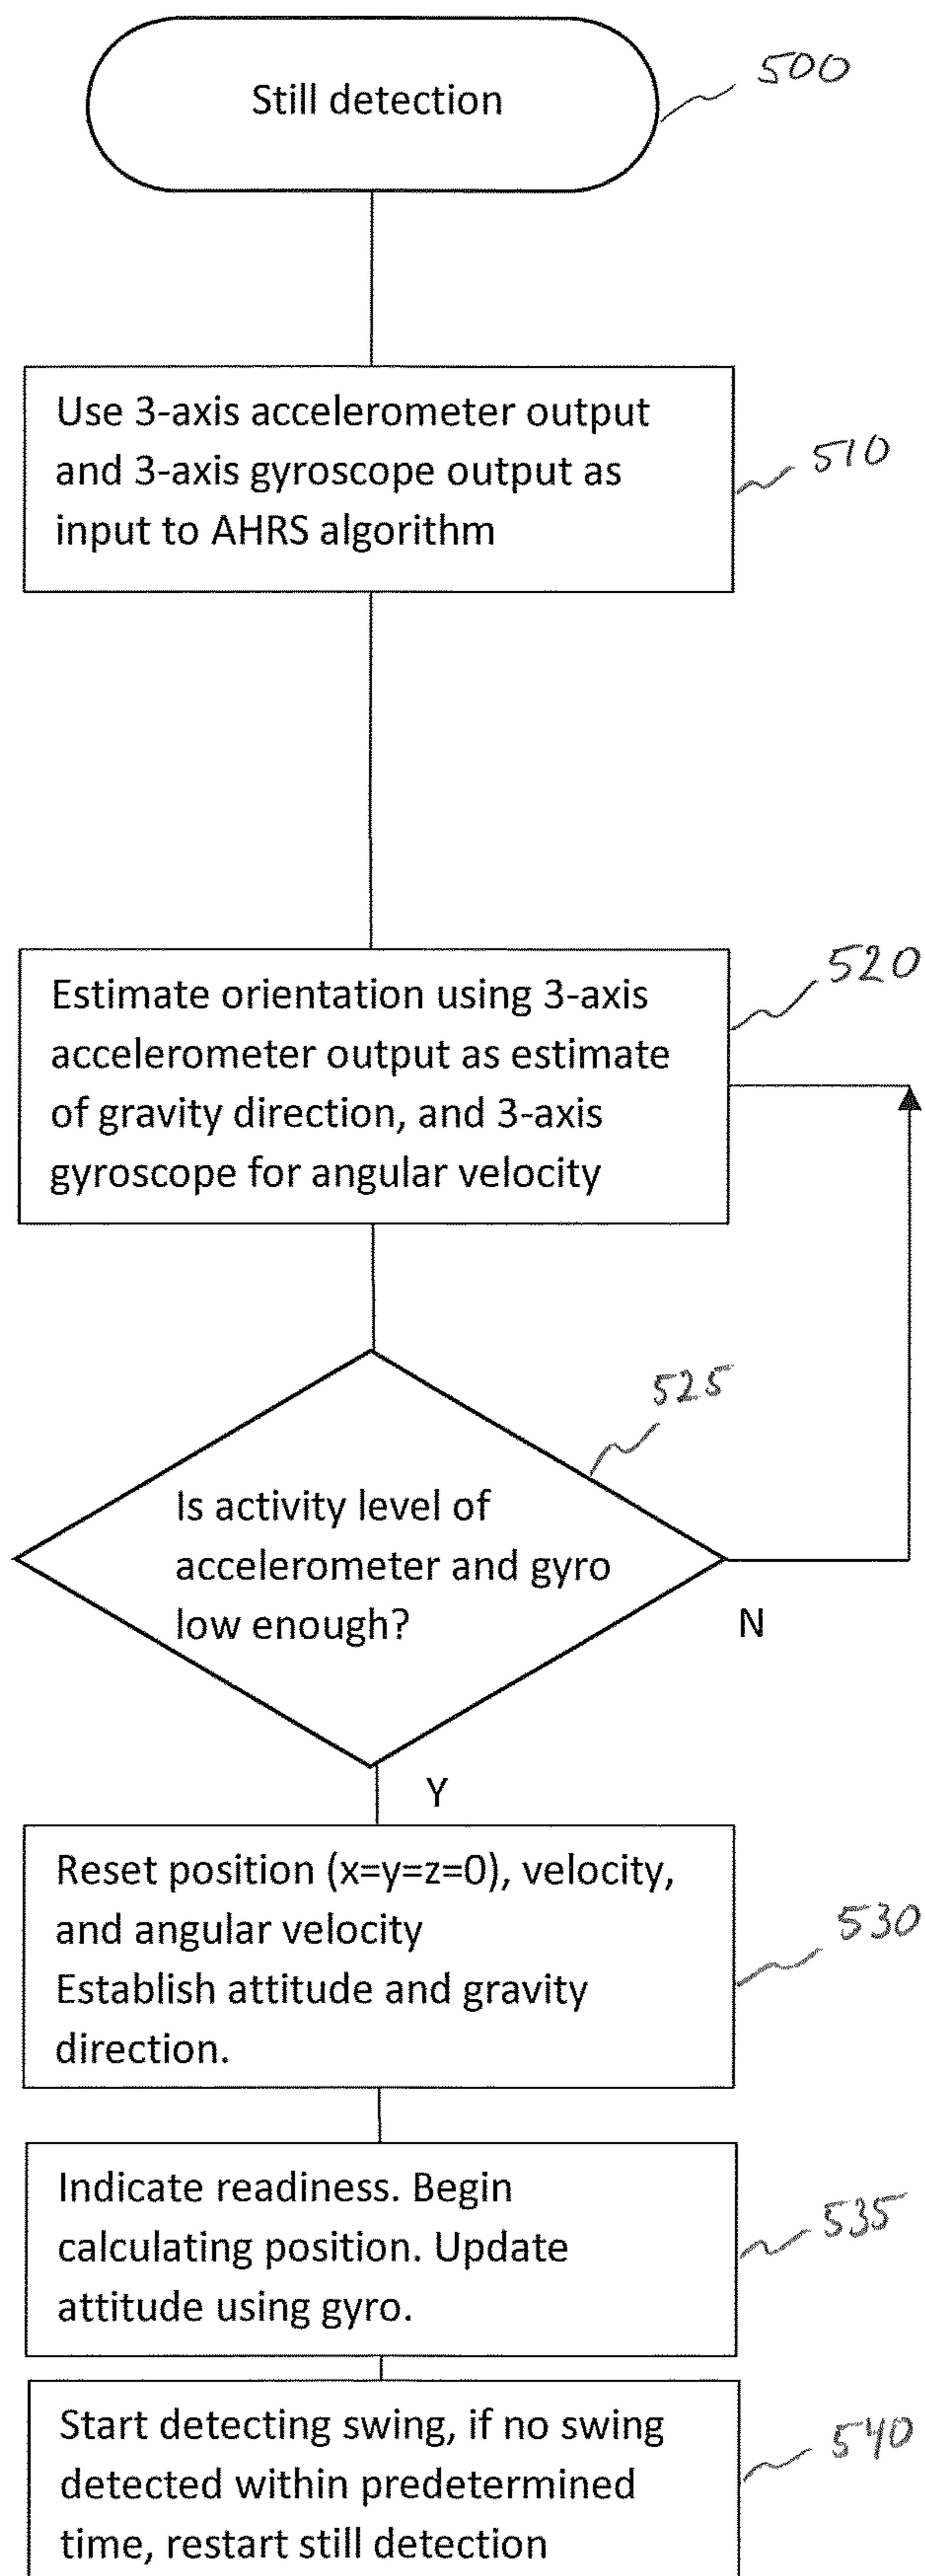 Still detection
500
Use 3-axis accelerometer output
and 3-axis gyroscope output as
input to AHRS algorithm
510
520
Estimate orientation using 3-axis
accelerometer output as estimate
of gravity direction, and 3-axis
gyroscope for angular velocity
525
Is activity level of
accelerometer and gyro
low enough?
N
Y
Reset position (x=y=z=0), velocity,
and angular velocity
Establish attitude and gravity
direction.
530
Indicate readiness. Begin
calculating position. Update
attitude using gyro.
535
Start detecting swing, if no swing
detected within predetermined
time, restart still detection
540